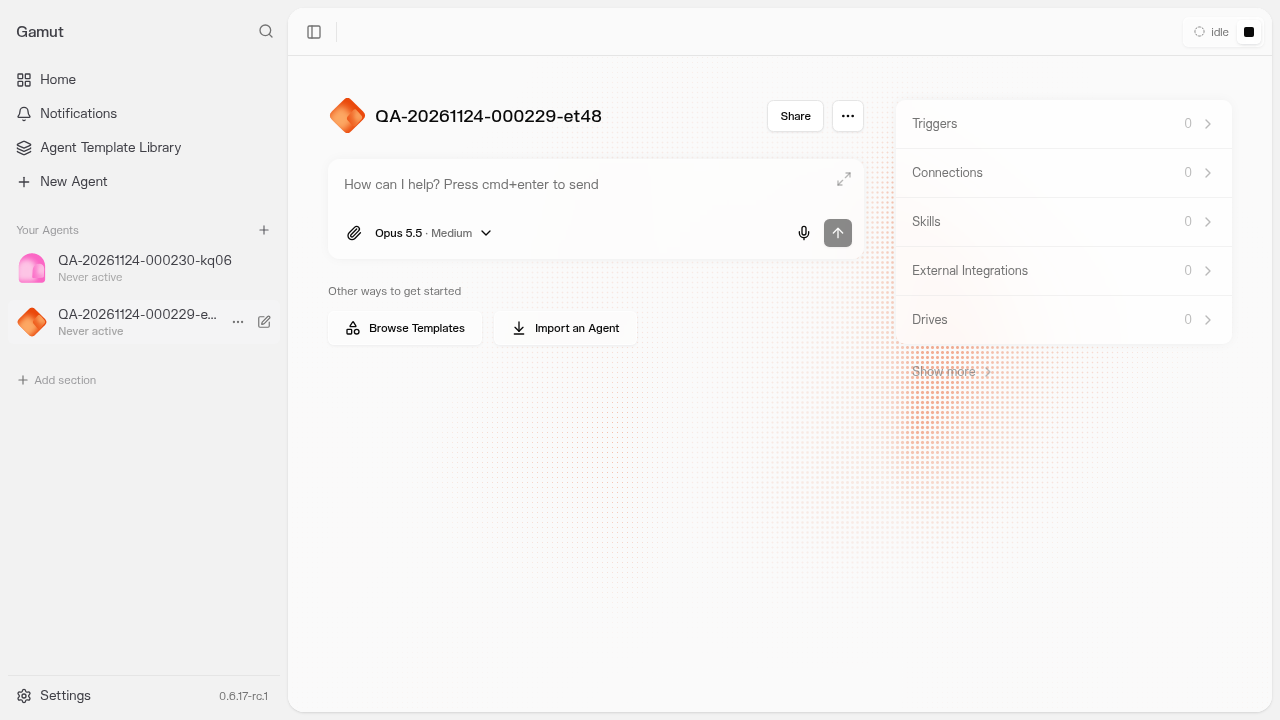 Gamut
Home
Notifications
Agent Template Library
New Agent
Your Agents
QA-20261124-000230-kq06
Never active
QA-20261124-000229-e...
Never active
Add section
Settings
0.6.17-rc.1
idle
QA-20261124-000229-et48
Share
How can I help? Press cmd+enter to send
Opus 5.5 · Medium
Other ways to get started
Browse Templates
Import an Agent
Triggers 0
Connections 0
Skills 0
External Integrations 0
Drives 0
Show more